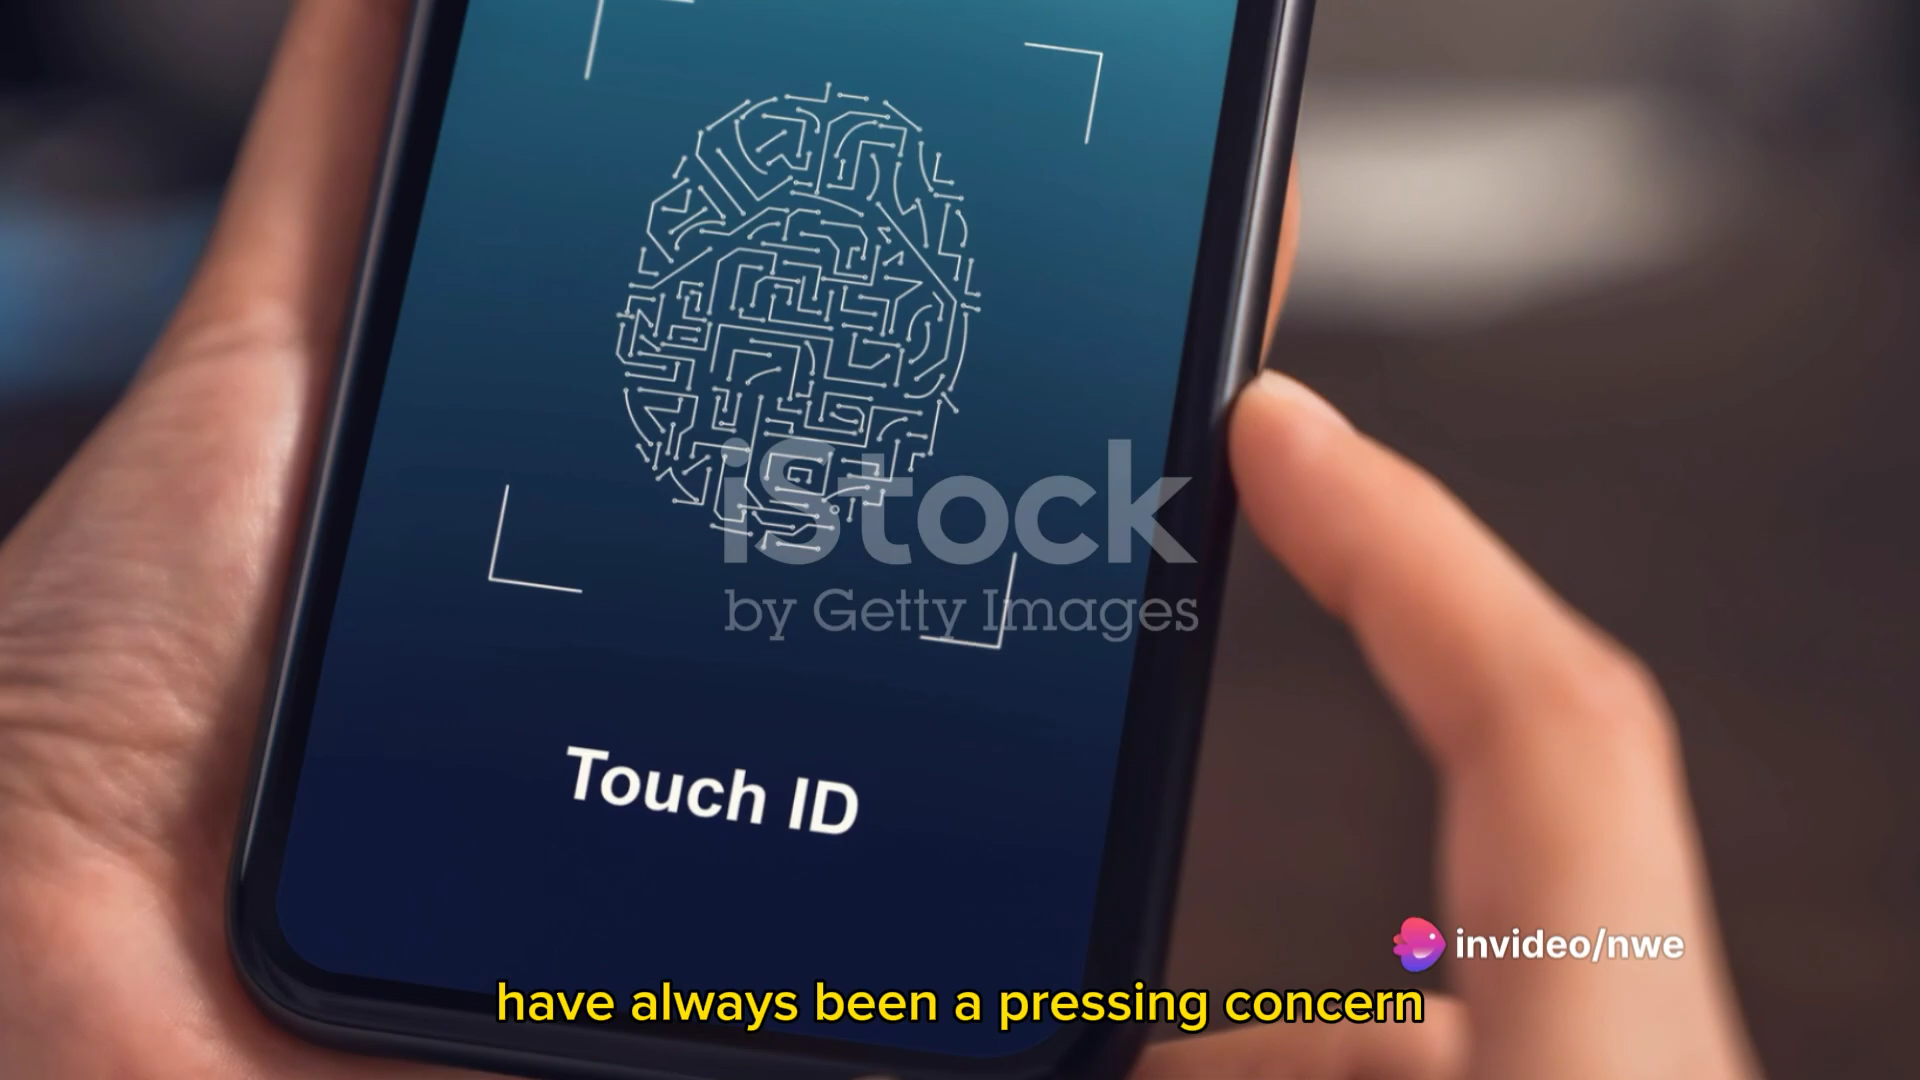 iStock
by Getty Images
Touch ID
invideo/nwe
have always been a pressing concern